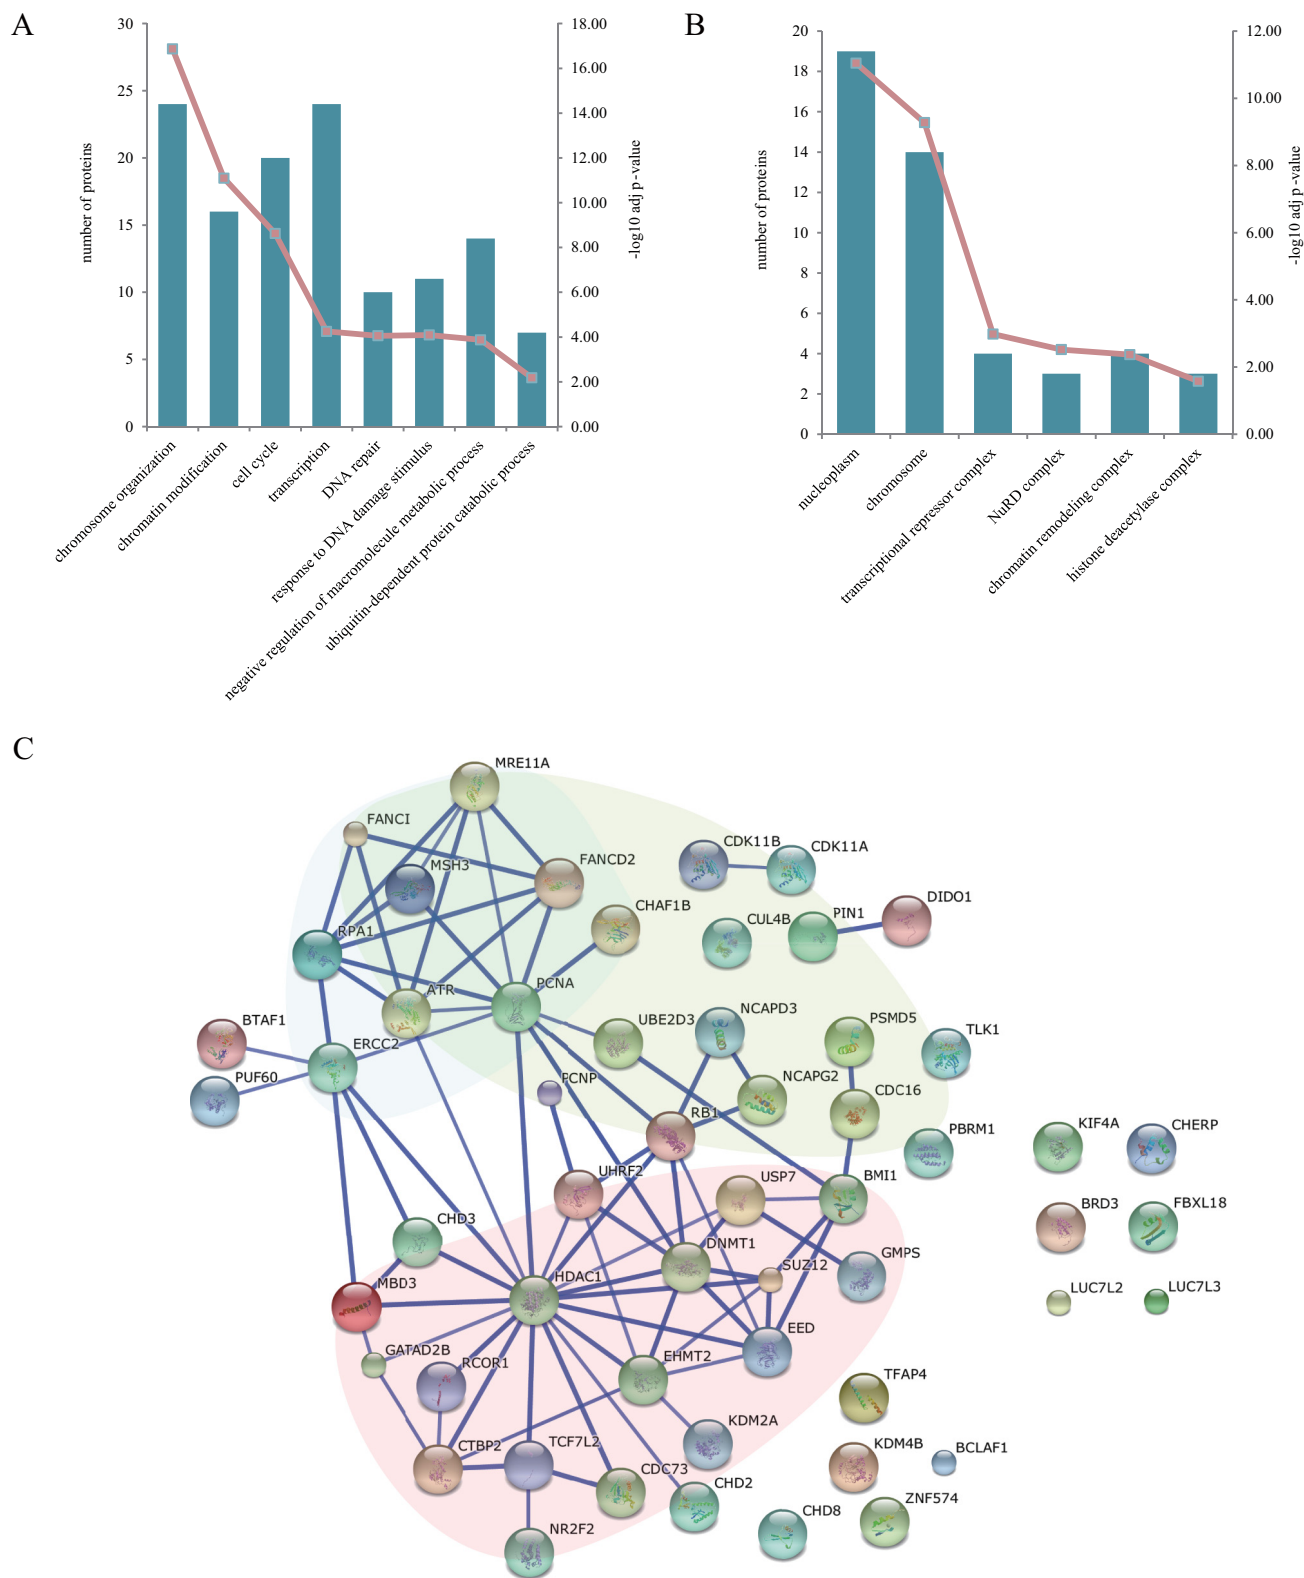 A
30
25
20
15
10
5
0
number of proteins
18.00
16.00
14.00
12.00
10.00
8.00
6.00
4.00
2.00
0.00
-log10 adj p-value
chromosome organization
chromatin modification
cell cycle
transcription
DNA repair
response to DNA damage stimulus
negative regulation of macromolecule metabolic process
ubiquitin-dependent protein catabolic process
B
20
18
16
14
12
10
8
6
4
2
0
number of proteins
12.00
10.00
8.00
6.00
4.00
2.00
0.00
-log10 adj p-value
nucleoplasm
chromosome
transcriptional repressor complex
NuRD complex
chromatin remodeling complex
histone deacetylase complex
C
MRE11A
FANCI
MSH3
FANCD2
CDK11B
CDK11A
CHAF1B
DIDO1
PIN1
CUL4B
RPA1
ATR
PCNA
BTAF1
ERCC2
UBE2D3
NCAPD3
PSMD5
TLK1
PUF60
PCNP
NCAPG2
CDC16
RB1
PBRM1
KIF4A
CHERP
UHRF2
USP7
BMI1
BRD3
FBXL18
CHD3
DNMT1
SUZ12
GMPS
MBD3
HDAC1
LUC7L2
LUC7L3
EED
GATAD2B
RCOR1
EHMT2
TFAP4
KDM2A
KDM4B
BCLAF1
CTBP2
TCF7L2
CDC73
CHD2
CHD8
ZNF574
NR2F2